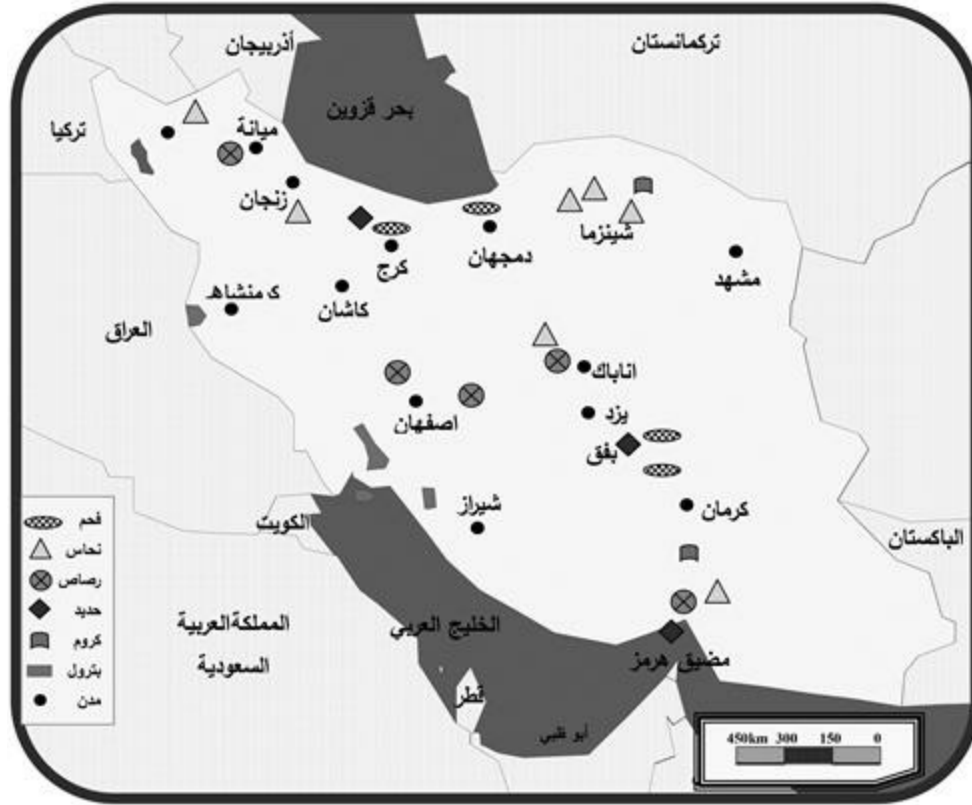 أذربيجان
تركمانستان
بحر قزوين
تركيا
ميانة
زنجان
شينزما
دمجهان
كرج
مشهد
ك منشاهـ
كاشان
العراق
اناباك
يزد
اصفهان
بفق
شيراز
كرمان
الكويت
الباكستان
فحم
نحاس
رصاص
حديد
كروم
بترول
مدن
المملكة العربية
السعودية
الخليج العربي
مضيق هرمز
قطر
أبو ظبي
450km 300 150 0